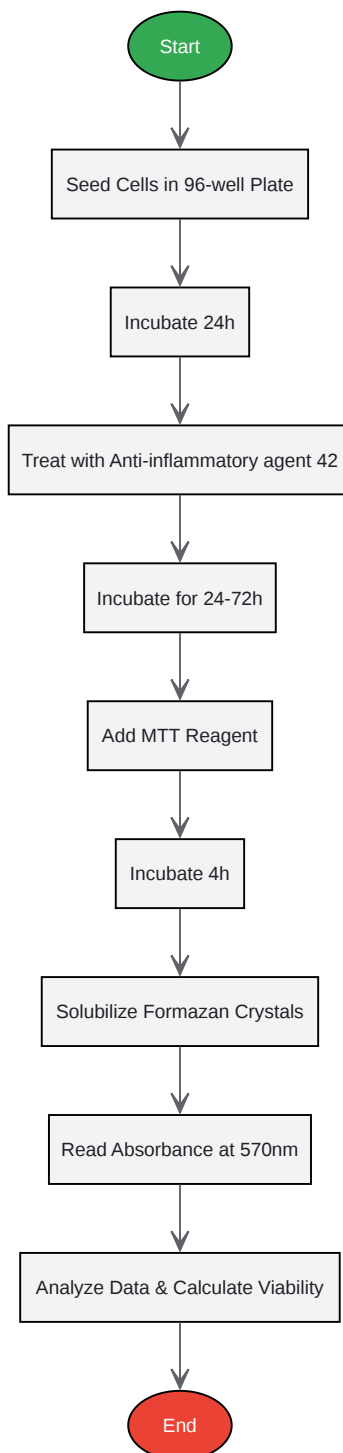 Start
Seed Cells in 96-well Plate
Incubate 24h
Treat with Anti-inflammatory agent 42
Incubate for 24-72h
Add MTT Reagent
Incubate 4h
Solubilize Formazan Crystals
Read Absorbance at 570nm
Analyze Data & Calculate Viability
End